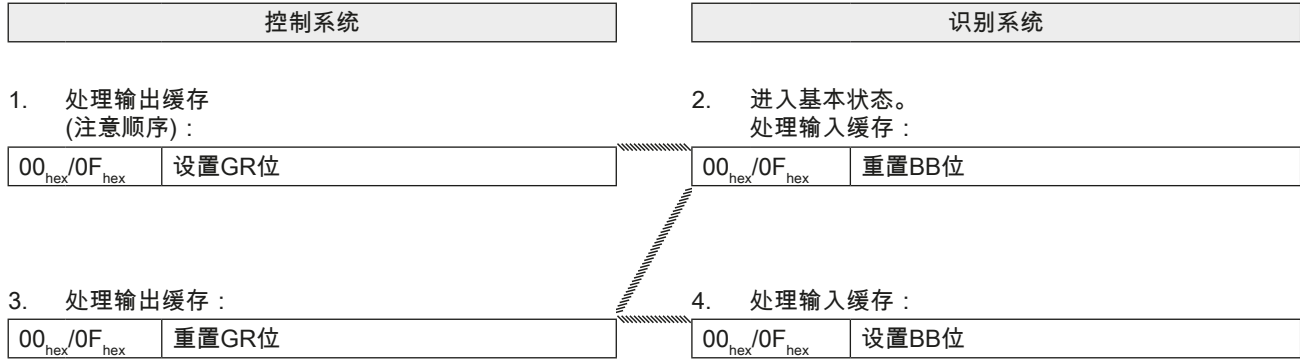 控制系统
识别系统
1. 处理输出缓存
(注意顺序)：
00hex/0Fhex 设置GR位
2. 进入基本状态。
处理输入缓存：
00hex/0Fhex 重置BB位
3. 处理输出缓存：
00hex/0Fhex 重置GR位
4. 处理输入缓存：
00hex/0Fhex 设置BB位